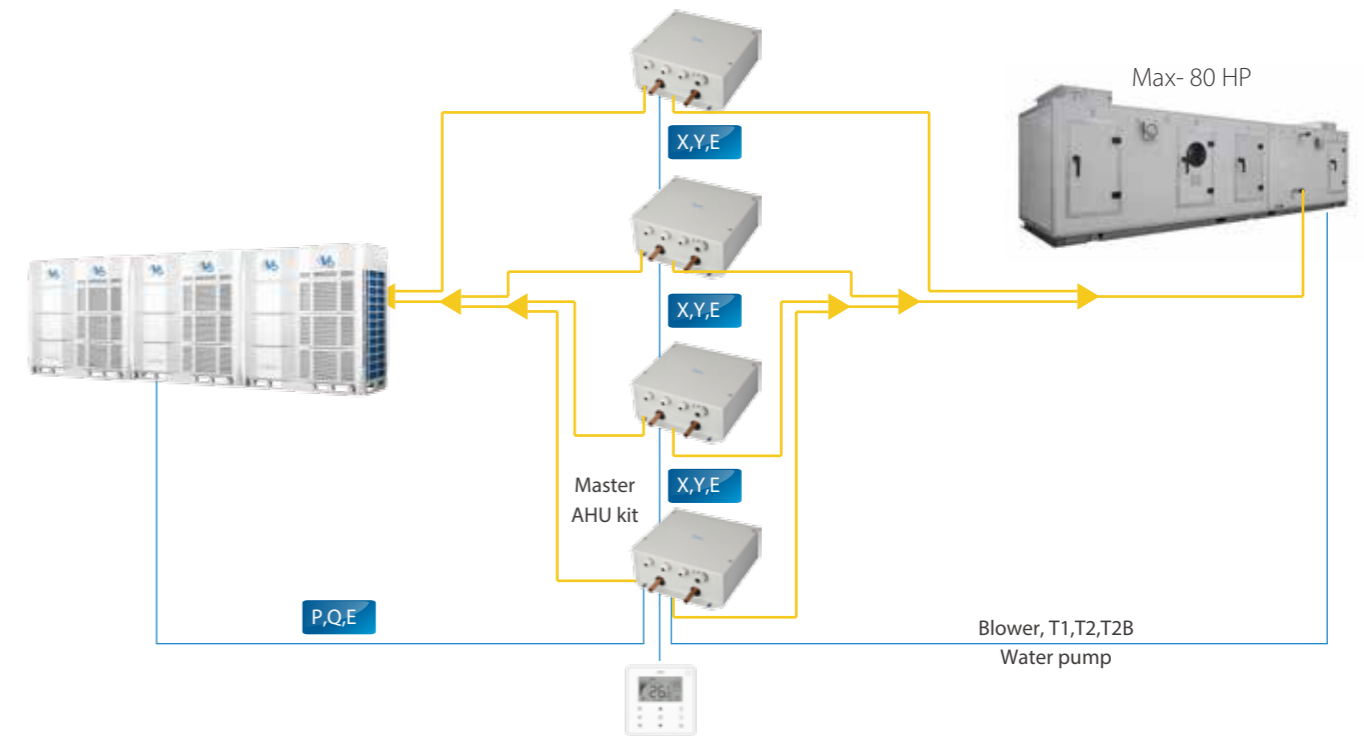 Max- 80 HP
X,Y,E
X,Y,E
X,Y,E
Master
AHU kit
P,Q,E
Blower, T1,T2,T2B
Water pump